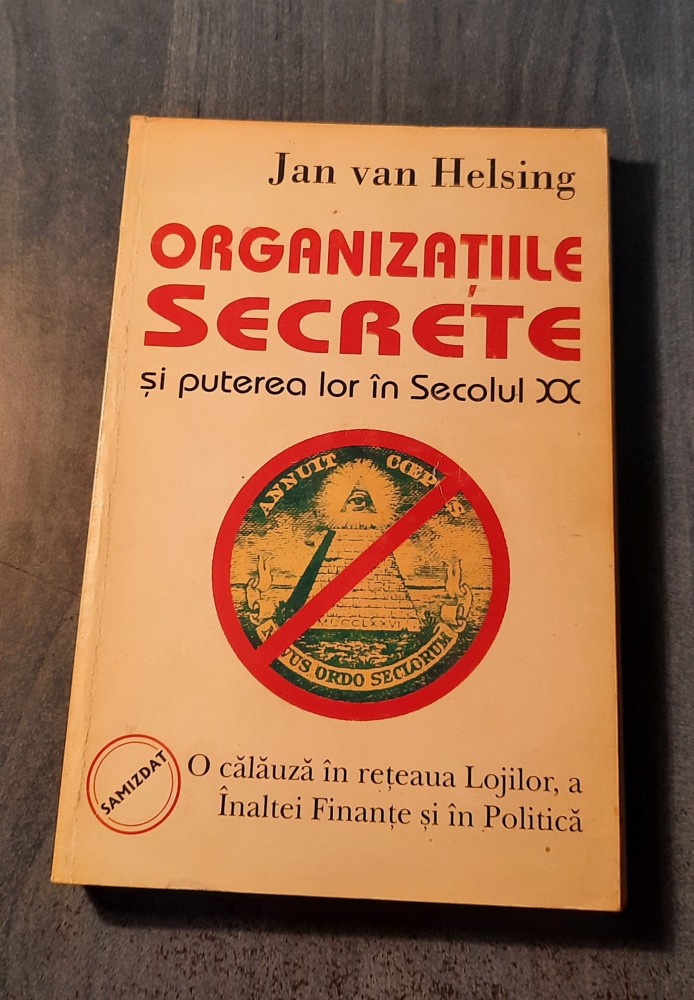 Jan van Helsing
ORGANIZAȚIILE
SECRETE
și puterea lor în Secolul XX
ANNUIT CŒP S
MDCCLXXVI
NOVUS ORDO SECLORUM
SAMIZDAT
O călăuză în rețeaua Lojilor, a
Înaltei Finanțe și în Politică